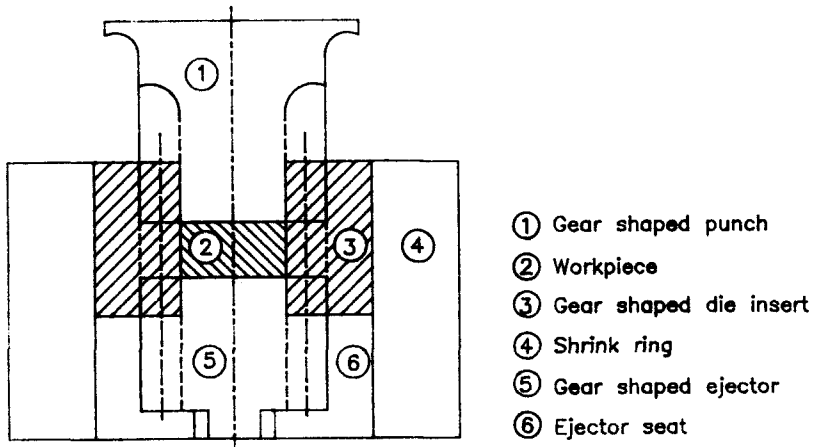 1
2
3
4
5
6
1 Gear shaped punch
2 Workpiece
3 Gear shaped die insert
4 Shrink ring
5 Gear shaped ejector
6 Ejector seat